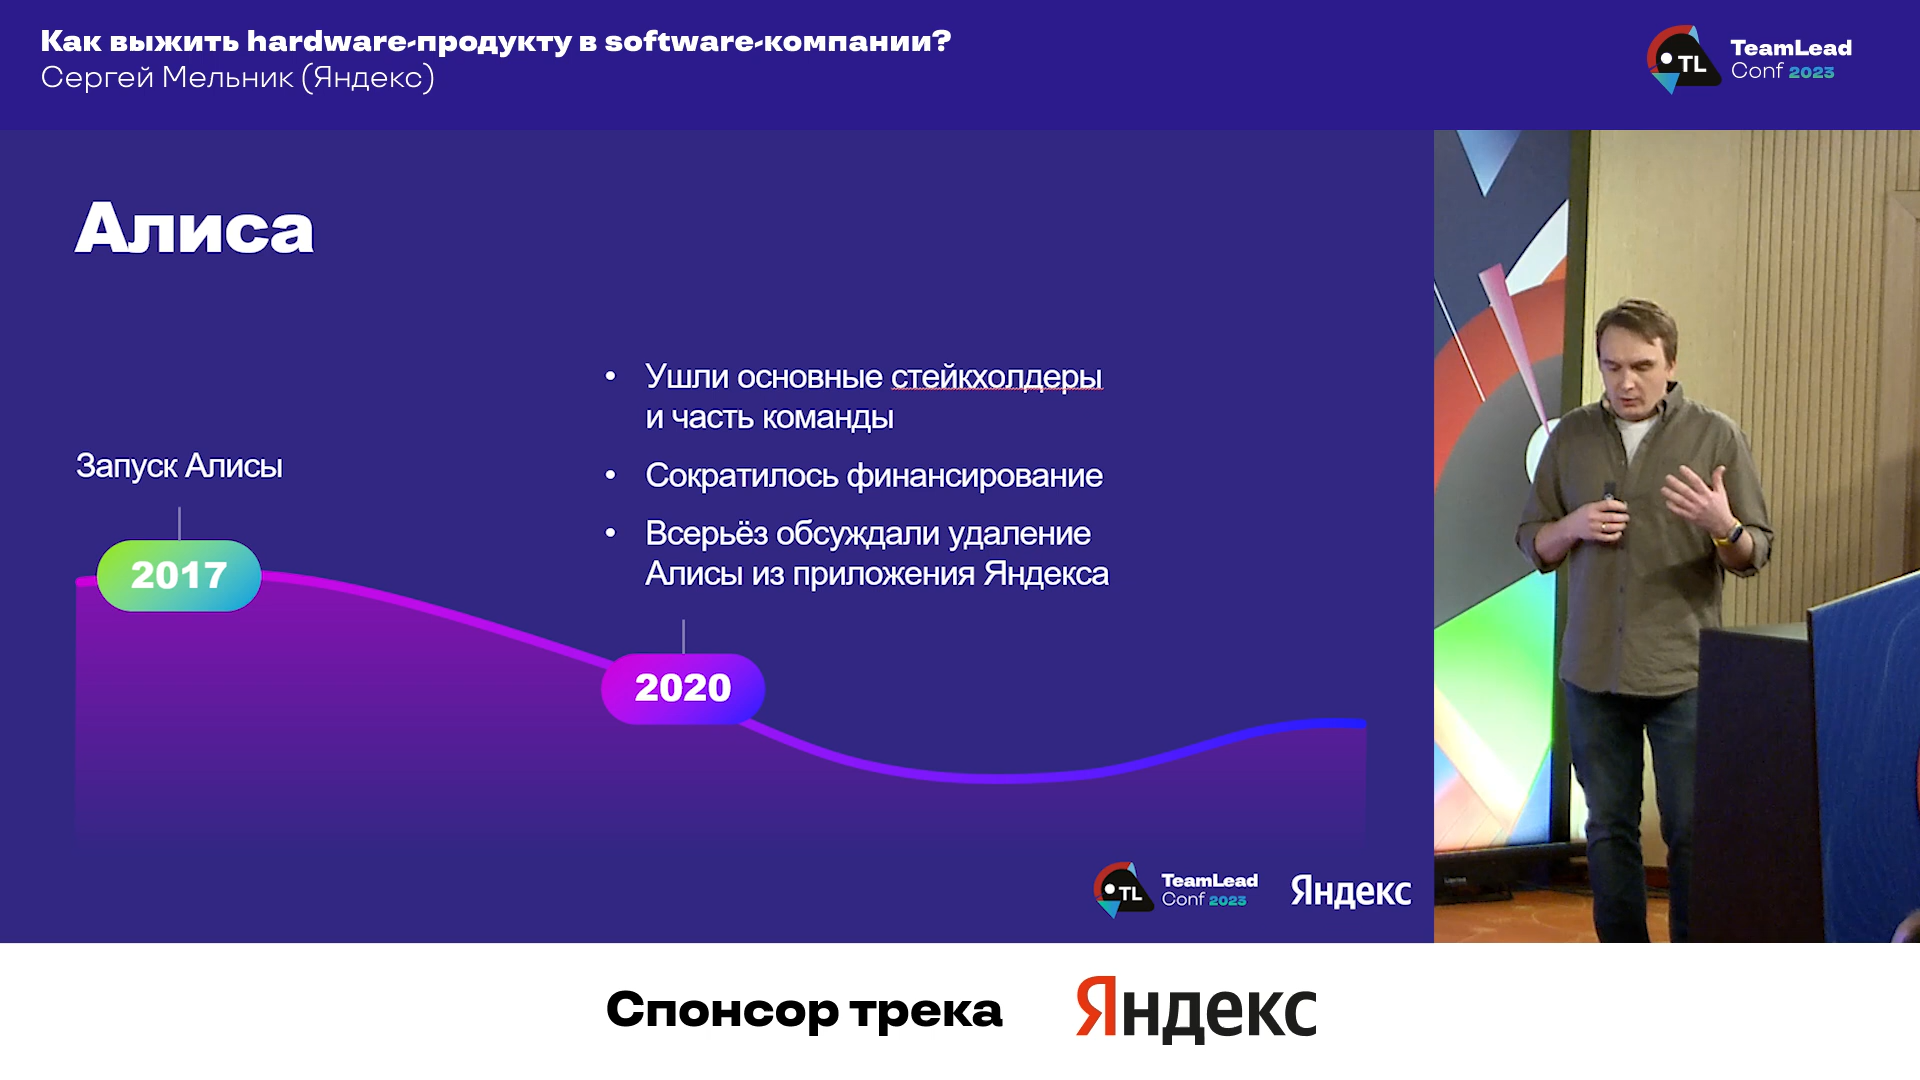 Как выжить hardware-продукту в software-компании?
Сергей Мельник (Яндекс)
TL
TeamLead
Conf 2023
Алиса
• Ушли основные стейкхолдеры
и часть команды
• Сократилось финансирование
• Всерьёз обсуждали удаление
Алисы из приложения Яндекса
Запуск Алисы
2017
2020
TL
TeamLead
Conf 2023
Яндекс
Спонсор трека
Яндекс